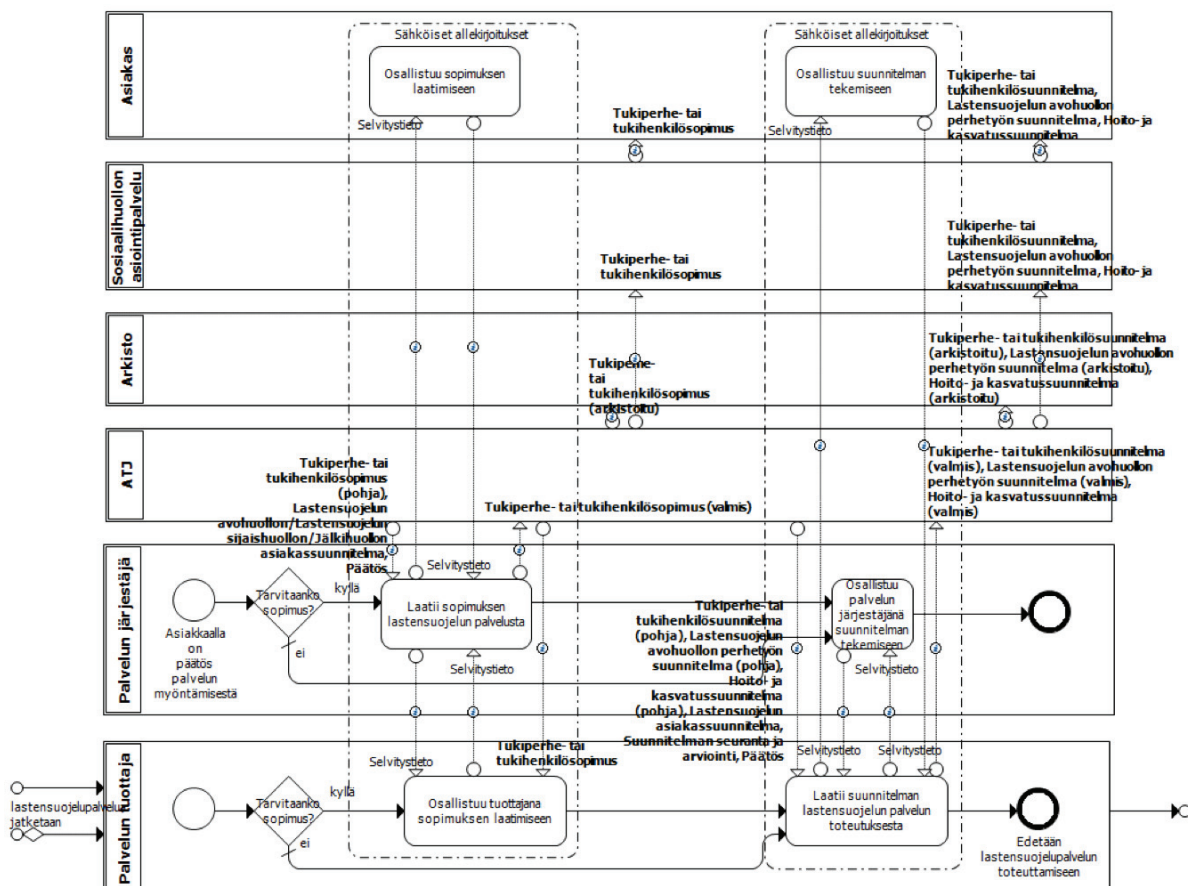 Asiakas
Sähköiset allekirjoitukset
Osallistuu sopimuksen
laatimiseen
Selvitystieto
Tukiperhe- tai
tukihenkilösopimus
Sähköiset allekirjoitukset
Osallistuu suunnitelman
tekemiseen
Selvitystieto
Tukiperhe- tai
tukihenkilösuunnitelma,
Lastensuojelun avohuollon
perhetyön suunnitelma, Hoito- ja
kasvatussuunnitelma
Sosiaalihuollon
asiointipalvelu
Tukiperhe- tai
tukihenkilösopimus
Tukiperhe- tai
tukihenkilösuunnitelma,
Lastensuojelun avohuollon
perhetyön suunnitelma, Hoito- ja
kasvatussuunnitelma
Arkisto
Tukiperhe-
tai
tukihenkilösopimus
(arkistoitu)
Tukiperhe- tai tukihenkilösuunnitelma
(arkistoitu), Lastensuojelun avohuollon
perhetyön suunnitelma (arkistoitu),
Hoito- ja kasvatussuunnitelma
(arkistoitu)
ATJ
Tukiperhe- tai
tukihenkilösopimus
(pohja),
Lastensuojelun
avohuollon/Lastensuojelun
sijaishuollon/Jälkihuollon
asiakassuunnitelma,
Päätös
Tukiperhe- tai tukihenkilösopimus (valmis)
Tukiperhe- tai tukihenkilösuunnitelma
(valmis), Lastensuojelun avohuollon
perhetyön suunnitelma (valmis),
Hoito- ja kasvatussuunnitelma
(valmis)
Palvelun järjestäjä
Asiakkaalla
on
päätös
palvelun
myöntämisestä
Tarvitaanko
sopimus?
kyllä
ei
Selvitystieto
Laatii sopimuksen
lastensuojelun palvelusta
Selvitystieto
Tukiperhe- tai
tukihenkilösuunnitelma
(pohja), Lastensuojelun
avohuollon perhetyön
suunnitelma (pohja),
Hoito- ja
kasvatussuunnitelma
(pohja), Lastensuojelun
asiakassuunnitelma,
Suunnitelman seuranta ja
arviointi, Päätös
Osallistuu
palvelun
järjestäjänä
suunnitelman
tekemiseen
Selvitystieto
Palvelun tuottaja
lastensuojelupalvelun
jatketaan
Tarvitaanko
sopimus?
kyllä
ei
Selvitystieto
Tukiperhe- tai
tukihenkilösopimus
Osallistuu tuottajana
sopimuksen laatimiseen
Selvitystieto
Selvitystieto
Laatii suunnitelman
lastensuojelun palvelun
toteutuksesta
Edetään
lastensuojelupalvelun
toteuttamiseen